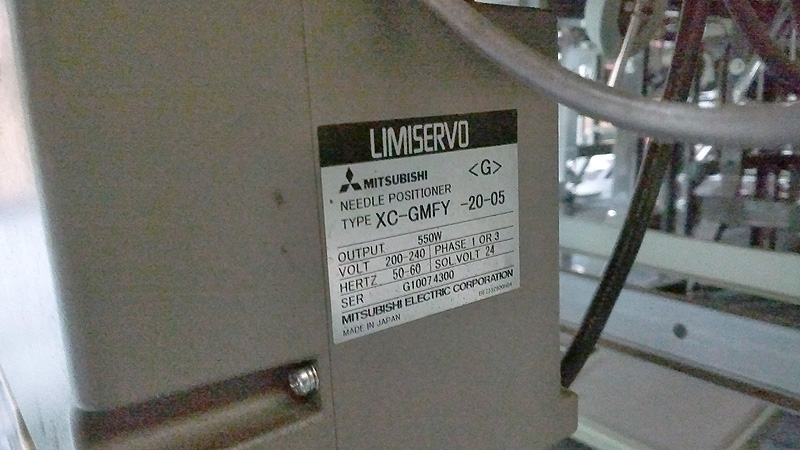 LIMISERVO
MITSUBISHI <G>
NEEDLE POSITIONER
TYPE XC-GMFY -20-05
OUTPUT 550W
VOLT 200-240 PHASE 1 OR 3
HERTZ 50-60 SOL.VOLT 24
SER G10074300
MITSUBISHI ELECTRIC CORPORATION
MADE IN JAPAN